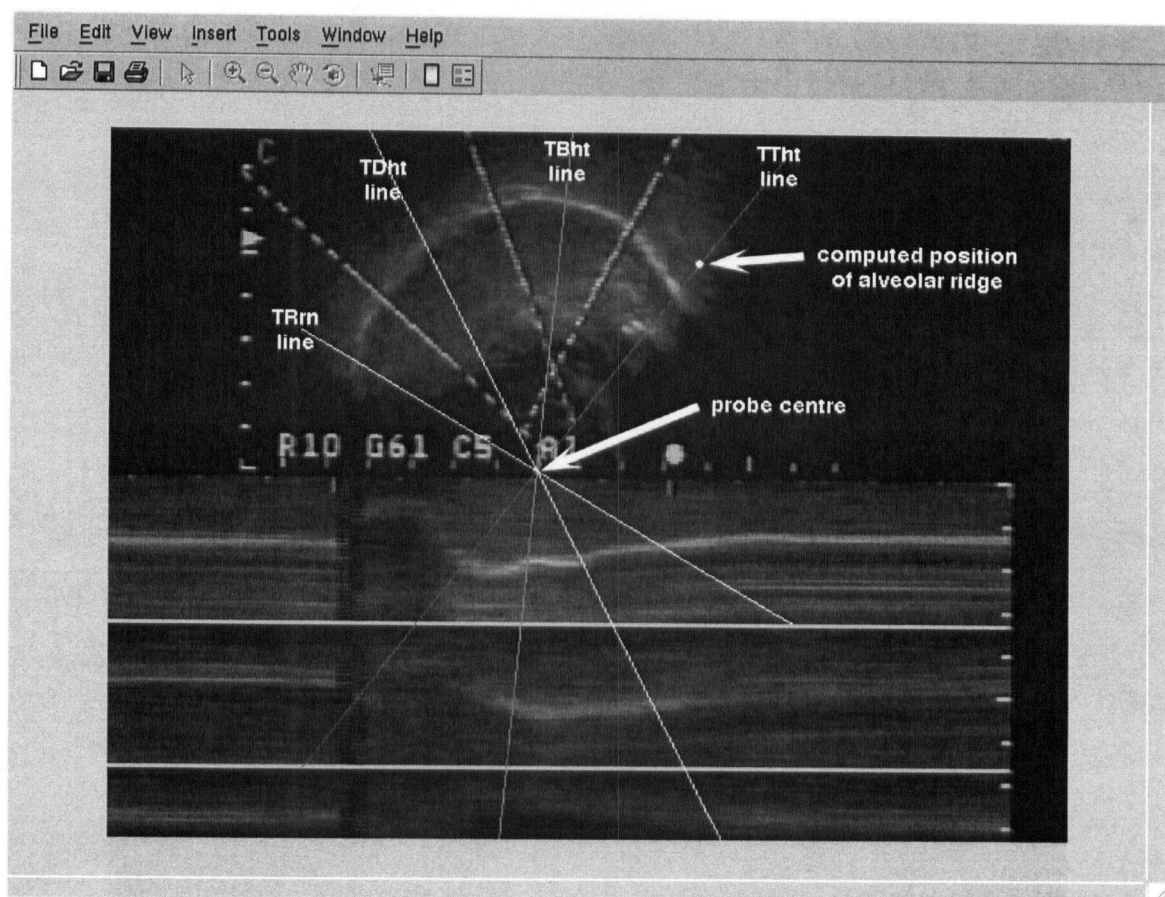 File Edit View Insert Tools Window Help
C
TDht
line
TBht
line
TTht
line
computed position
of alveolar ridge
TRrn
line
probe centre
R10 G61 C5 A1